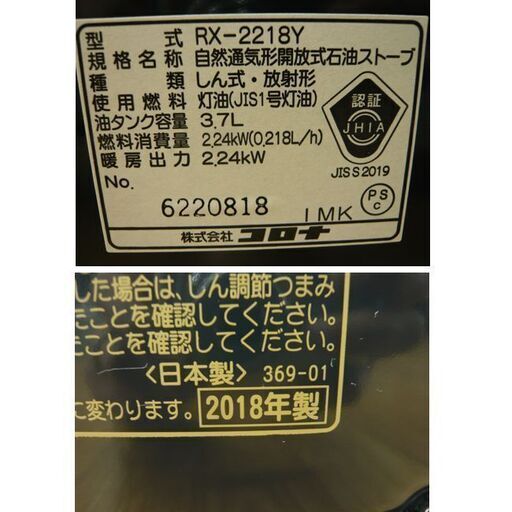 型式 RX-2218Y
規格名称 自然通気形開放式石油ストーブ
種類 しん式・放射形
使用燃料 灯油(JIS1号灯油)
油タンク容量 3.7L
燃料消費量 2.24kW(0.218L/h)
暖房出力 2.24kW
認証
JHIA
JIS S 2019
No. 6220818 1MK
PS
C
株式会社 コロナ
した場合は、しん調節つまみ
たことを確認してください。
たことを確認してください。
〈日本製〉 369-01
に変わります。 2018年製